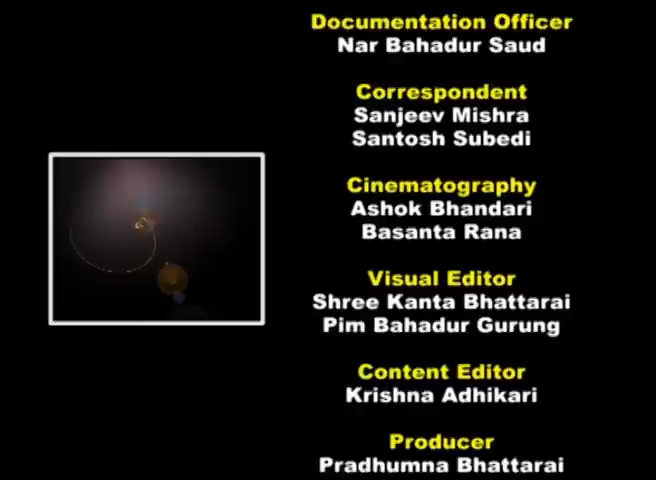 Documentation Officer
Nar Bahadur Saud
Correspondent
Sanjeev Mishra
Santosh Subedi
Cinematography
Ashok Bhandari
Basanta Rana
Visual Editor
Shree Kanta Bhattarai
Pim Bahadur Gurung
Content Editor
Krishna Adhikari
Producer
Pradhumna Bhattarai